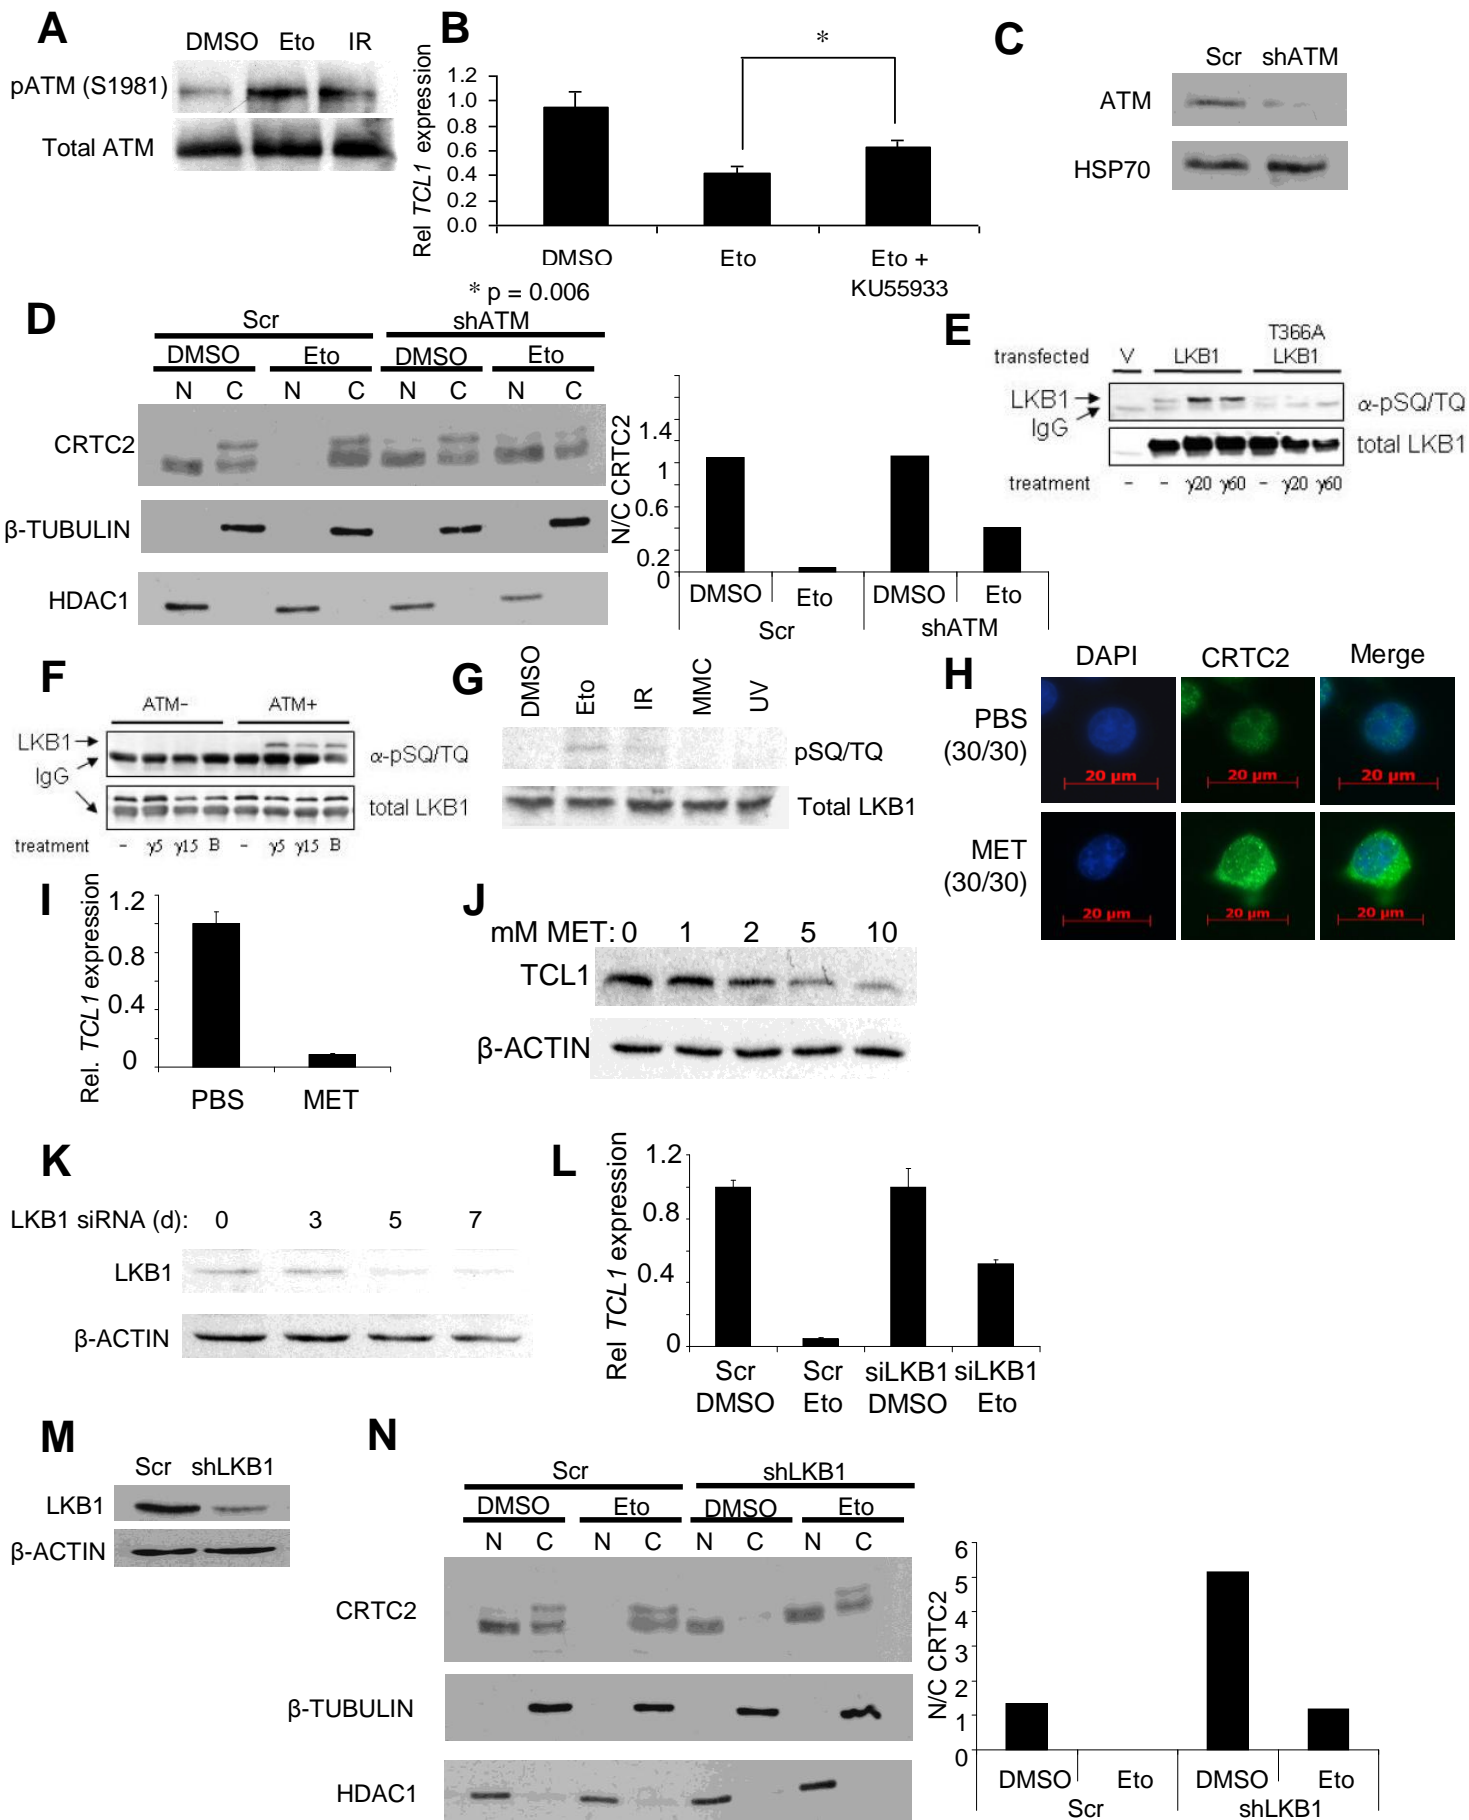 A
DMSO Eto IR
pATM (S1981)
Total ATM
B
Rel TCL1 expression
1.2
1.0
0.8
0.6
0.4
0.2
0.0
*
DMSO Eto Eto +
KU55933
* p = 0.006
C
Scr shATM
ATM
HSP70
D
Scr shATM
DMSO Eto DMSO Eto
N C N C N C N C
CRTC2
β-TUBULIN
HDAC1
N/C CRTC2
1.4
1
0.6
0.2
0
DMSO Eto DMSO Eto
Scr shATM
E
T366A
transfected V LKB1 LKB1
LKB1
IgG
α-pSQ/TQ
total LKB1
treatment - - γ20 γ60 - γ20 γ60
F
ATM- ATM+
LKB1
IgG
α-pSQ/TQ
total LKB1
treatment - γ5 γ15 B - γ5 γ15 B
G
DMSO Eto IR MMC UV
pSQ/TQ
Total LKB1
H
DAPI CRTC2 Merge
PBS
(30/30)
20 μm 20 μm 20 μm
MET
(30/30)
20 μm 20 μm 20 μm
I
Rel. TCL1 expression
1.2
0.8
0.4
0
PBS MET
J
mM MET: 0 1 2 5 10
TCL1
β-ACTIN
K
LKB1 siRNA (d): 0 3 5 7
LKB1
β-ACTIN
L
Rel TCL1 expression
1.2
0.8
0.4
0
Scr Scr siLKB1 siLKB1
DMSO Eto DMSO Eto
M
Scr shLKB1
LKB1
β-ACTIN
N
Scr shLKB1
DMSO Eto DMSO Eto
N C N C N C N C
CRTC2
β-TUBULIN
HDAC1
N/C CRTC2
6
5
4
3
2
1
0
DMSO Eto DMSO Eto
Scr shLKB1